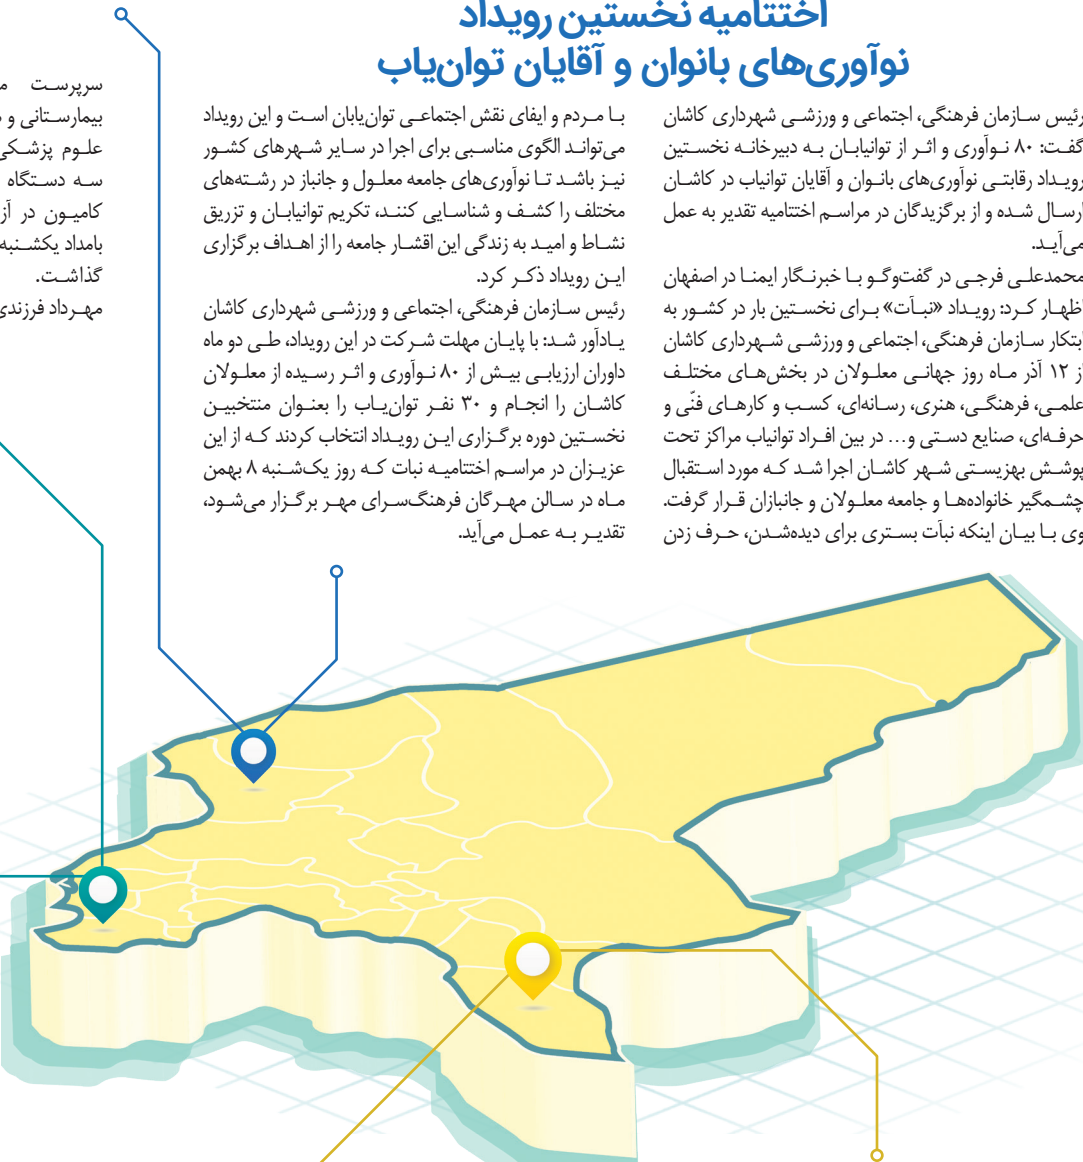 اختتامیه نخستین رویداد
نوآوری‌های بانوان و آقایان توان‌یاب
رئیس سازمان فرهنگی، اجتماعی و ورزشی شهرداری کاشان
گفت: ۸۰ نوآوری و اثر از توانیابان به دبیرخانه نخستین
رویداد رقابتی نوآوری‌های بانوان و آقایان توانیاب در کاشان
ارسال شده و از برگزیدگان در مراسم اختتامیه تقدیر به عمل
می‌آید.
محمدعلی فرجی در گفت‌وگو با خبرنگار ایمنا در اصفهان
اظهار کرد: رویداد «نبآت» برای نخستین بار در کشور به
ابتکار سازمان فرهنگی، اجتماعی و ورزشی شهرداری کاشان
از ۱۲ آذر ماه روز جهانی معلولان در بخش‌های مختلف
علمی، فرهنگی، هنری، رسانه‌ای، کسب و کارهای فنّی و
حرفه‌ای، صنایع دستی و... در بین افراد توانیاب مراکز تحت
پوشش بهزیستی شهر کاشان اجرا شد که مورد استقبال
چشمگیر خانواده‌ها و جامعه معلولان و جانبازان قرار گرفت.
وی با بیان اینکه نبآت بستری برای دیده‌شدن، حرف زدن
با مردم و ایفای نقش اجتماعی توان‌یابان است و این رویداد
می‌تواند الگوی مناسبی برای اجرا در سایر شهرهای کشور
نیز باشد تا نوآوری‌های جامعه معلول و جانباز در رشته‌های
مختلف را کشف و شناسایی کنند، تکریم توانیابان و تزریق
نشاط و امید به زندگی این اقشار جامعه را از اهداف برگزاری
این رویداد ذکر کرد.
رئیس سازمان فرهنگی، اجتماعی و ورزشی شهرداری کاشان
یادآور شد: با پایان مهلت شرکت در این رویداد، طی دو ماه
داوران ارزیابی بیش از ۸۰ نوآوری و اثر رسیده از معلولان
کاشان را انجام و ۳۰ نفر توان‌یاب را بعنوان منتخبین
نخستین دوره برگزاری این رویداد انتخاب کردند که از این
عزیزان در مراسم اختتامیه نبات که روز یک‌شنبه ۸ بهمن
ماه در سالن مهرگان فرهنگ‌سرای مهر برگزار می‌شود،
تقدیر به عمل می‌آید.
سرپرست
بیمارستانی و
علوم پزشکی
سه دستگاه
کامیون در
بامداد یکشنبه
گذاشت.
مهرداد فرزندی